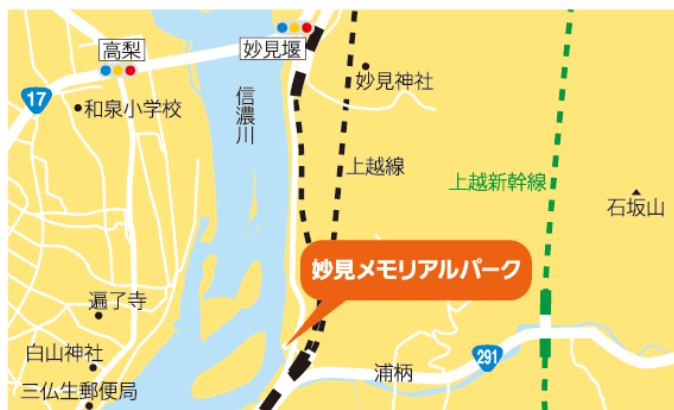 高梨
妙見堰
17
和泉小学校
信濃川
妙見神社
上越線
上越新幹線
石坂山
妙見メモリアルパーク
遍了寺
白山神社
三仏生郵便局
浦柄
291